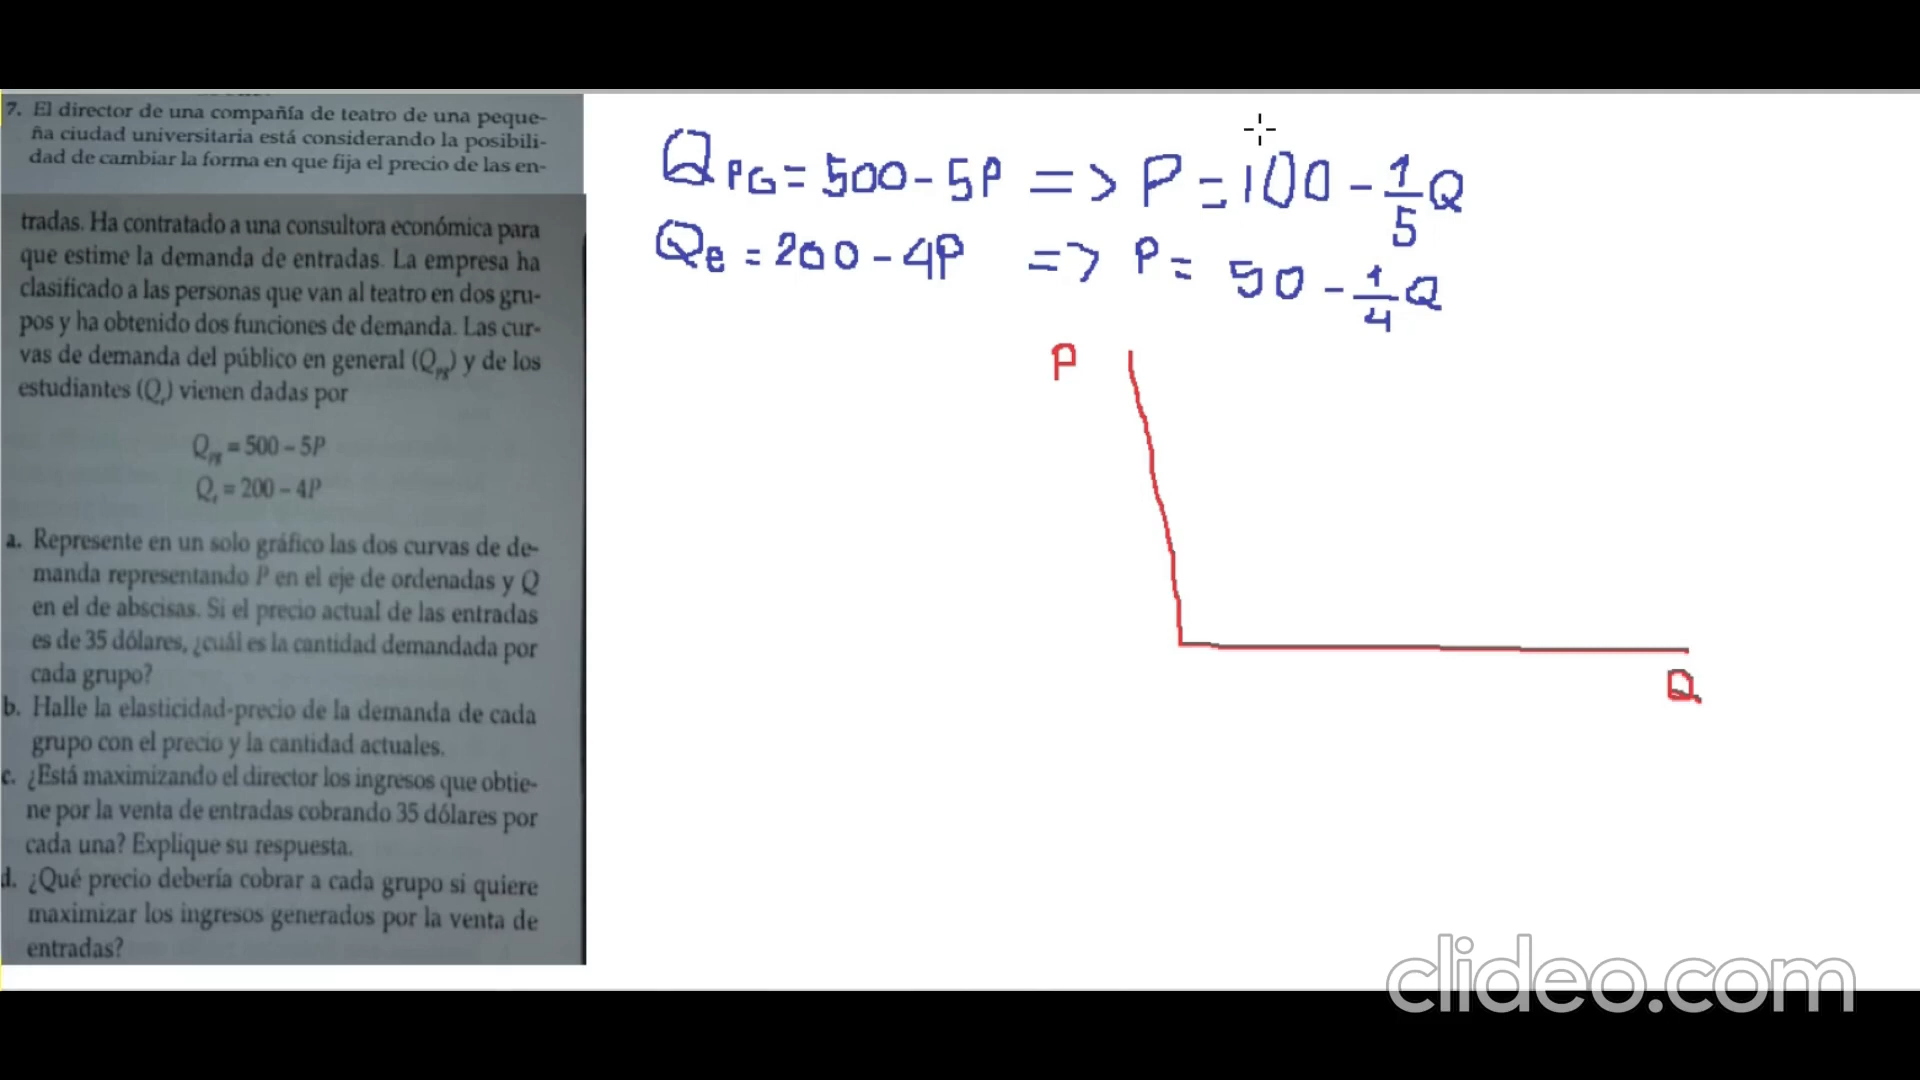 7. El director de una compañía de teatro de una peque-
ña ciudad universitaria está considerando la posibili-
dad de cambiar la forma en que fija el precio de las en-
tradas. Ha contratado a una consultora económica para
que estime la demanda de entradas. La empresa ha
clasificado a las personas que van al teatro en dos gru-
pos y ha obtenido dos funciones de demanda. Las cur-
vas de demanda del público en general (Qpg) y de los
estudiantes (Qe) vienen dadas por
Qpg = 500 – 5P
Qe = 200 – 4P
a. Represente en un solo gráfico las dos curvas de de-
manda representando P en el eje de ordenadas y Q
en el de abscisas. Si el precio actual de las entradas
es de 35 dólares, ¿cuál es la cantidad demandada por
cada grupo?
b. Halle la elasticidad-precio de la demanda de cada
grupo con el precio y la cantidad actuales.
c. ¿Está maximizando el director los ingresos que obtie-
ne por la venta de entradas cobrando 35 dólares por
cada una? Explique su respuesta.
d. ¿Qué precio debería cobrar a cada grupo si quiere
maximizar los ingresos generados por la venta de
entradas?
QPG = 500 - 5P => P = 100 - 1/5 Q
Qe = 200 - 4P => P = 50 - 1/4 Q
P
Q
clideo.com